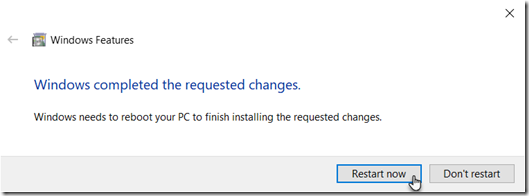 Windows Features
Windows completed the requested changes.
Windows needs to reboot your PC to finish installing the requested changes.
Restart now
Don't restart